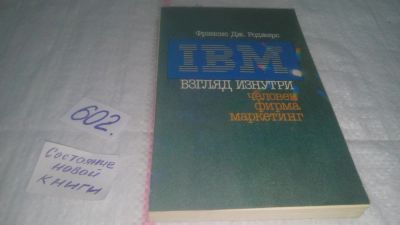 Франсис Дж. Роджерс
IBM.
ВЗГЛЯД ИЗНУТРИ
человек
фирма
маркетинг
602.
Состояние
новой
книги